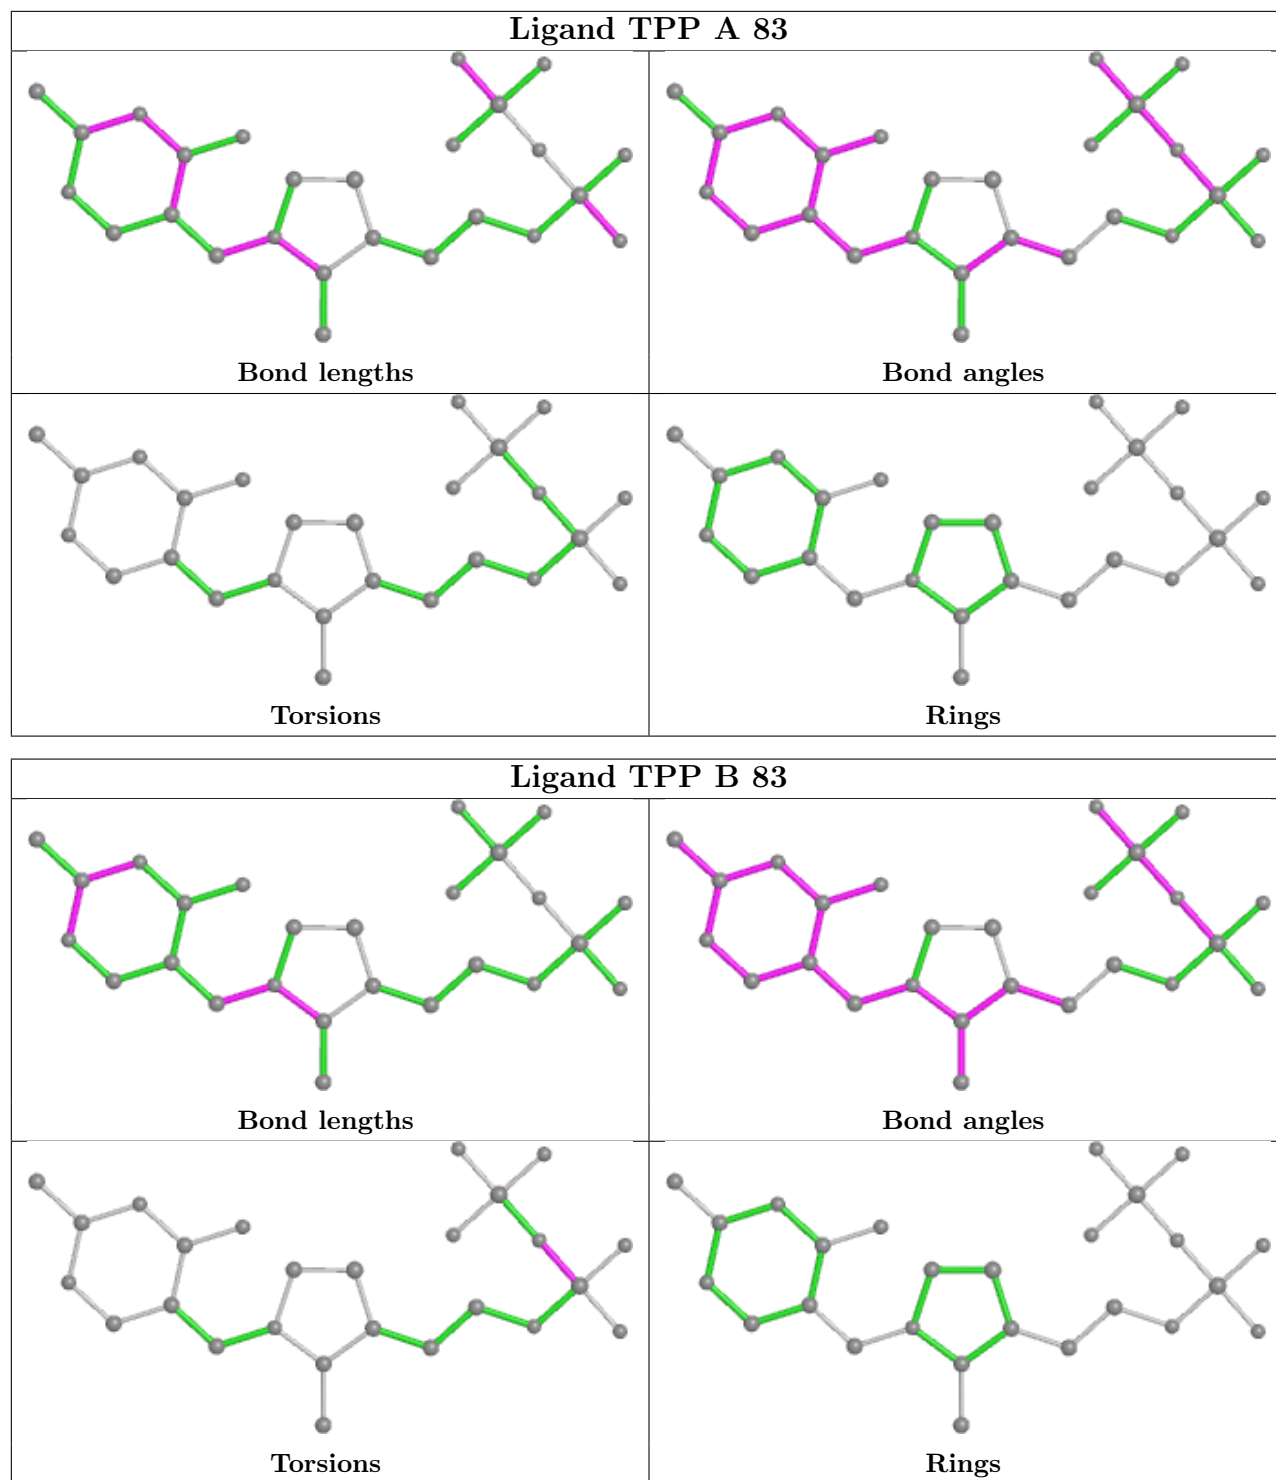 Ligand TPP A 83
Bond lengths
Bond angles
Torsions
Rings
Ligand TPP B 83
Bond lengths
Bond angles
Torsions
Rings